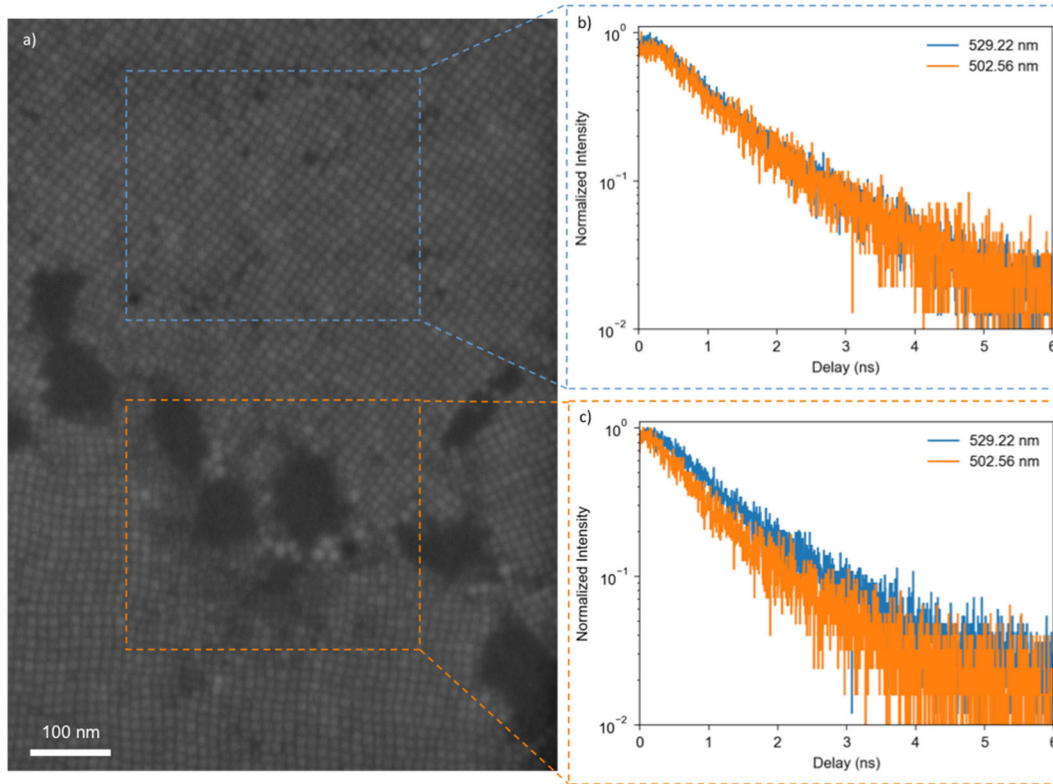 a)
100 nm
b)
529.22 nm
502.56 nm
Normalized Intensity
10⁰
10⁻¹
10⁻²
0 1 2 3 4 5 6
Delay (ns)
c)
529.22 nm
502.56 nm
Normalized Intensity
10⁰
10⁻¹
10⁻²
0 1 2 3 4 5 6
Delay (ns)